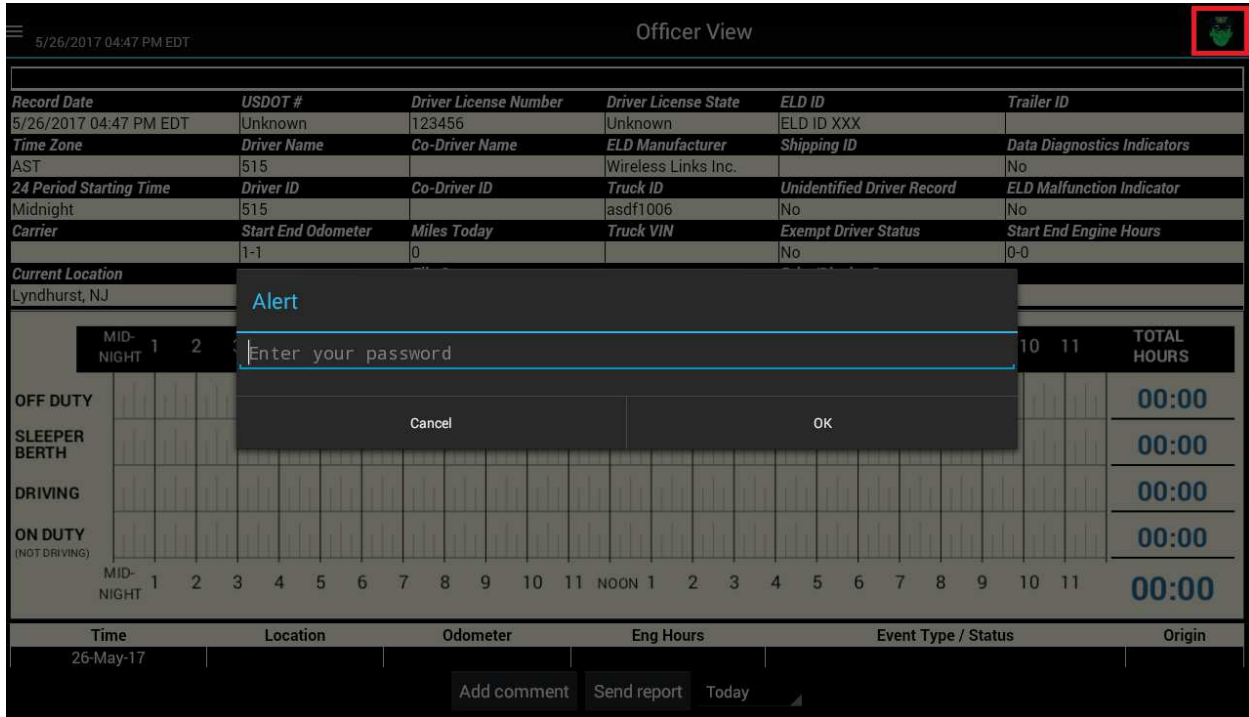 Officer View
5/26/2017 04:47 PM EDT
Record Date USDOT # Driver License Number Driver License State ELD ID Trailer ID
5/26/2017 04:47 PM EDT Unknown 123456 Unknown ELD ID XXX
Time Zone Driver Name Co-Driver Name ELD Manufacturer Shipping ID Data Diagnostics Indicators
AST 515 Wireless Links Inc. No
24 Period Starting Time Driver ID Co-Driver ID Truck ID Unidentified Driver Record ELD Malfunction Indicator
Midnight 515 asdf1006 No No
Carrier Start End Odometer Miles Today Truck VIN Exempt Driver Status Start End Engine Hours
1-1 0 No 0-0
Current Location
Lyndhurst, NJ
Alert
Enter your password
Cancel OK
MID-NIGHT 1 2 10 11 TOTAL HOURS
OFF DUTY 00:00
SLEEPER BERTH 00:00
DRIVING 00:00
ON DUTY 00:00
(NOT DRIVING)
MID-NIGHT 1 2 3 4 5 6 7 8 9 10 11 NOON 1 2 3 4 5 6 7 8 9 10 11 00:00
Time Location Odometer Eng Hours Event Type / Status Origin
26-May-17
Add comment Send report Today